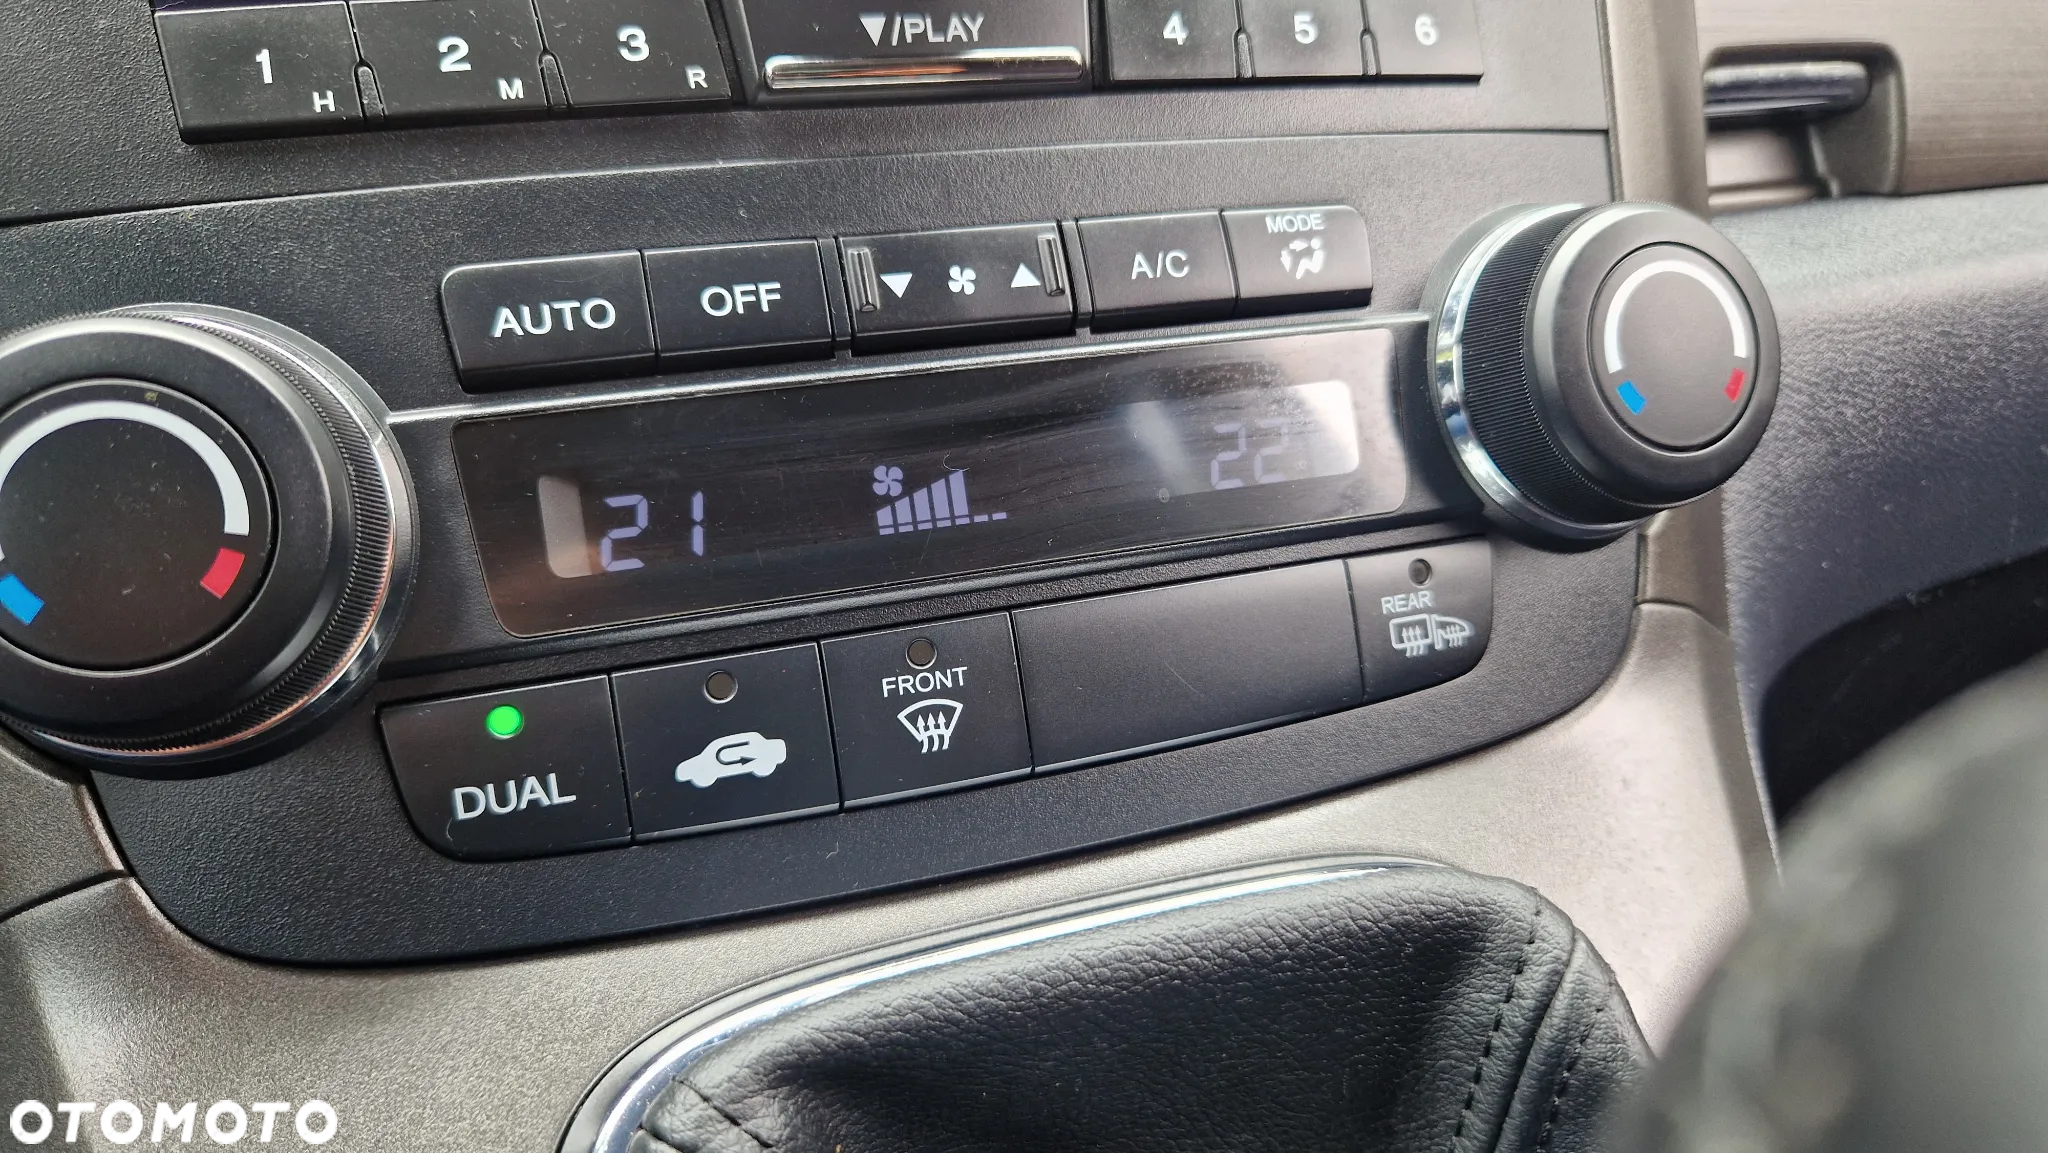 1 H 2 M 3 R ▼/PLAY 4 5 6
AUTO OFF ▼ ▲ A/C MODE
21 22
DUAL FRONT REAR
OTOMOTO